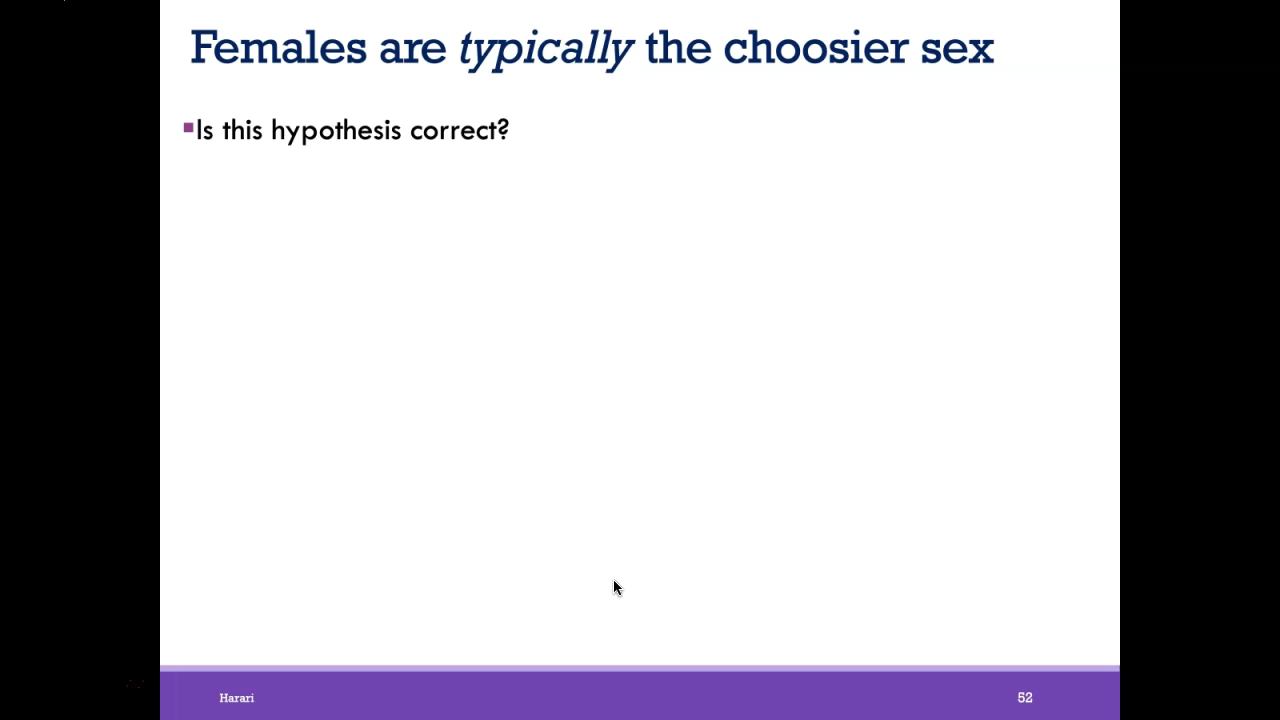 Females are typically the choosier sex
Is this hypothesis correct?
Harari
52